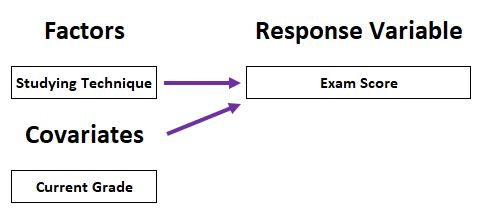 Factors
Response Variable
Studying Technique
Exam Score
Covariates
Current Grade